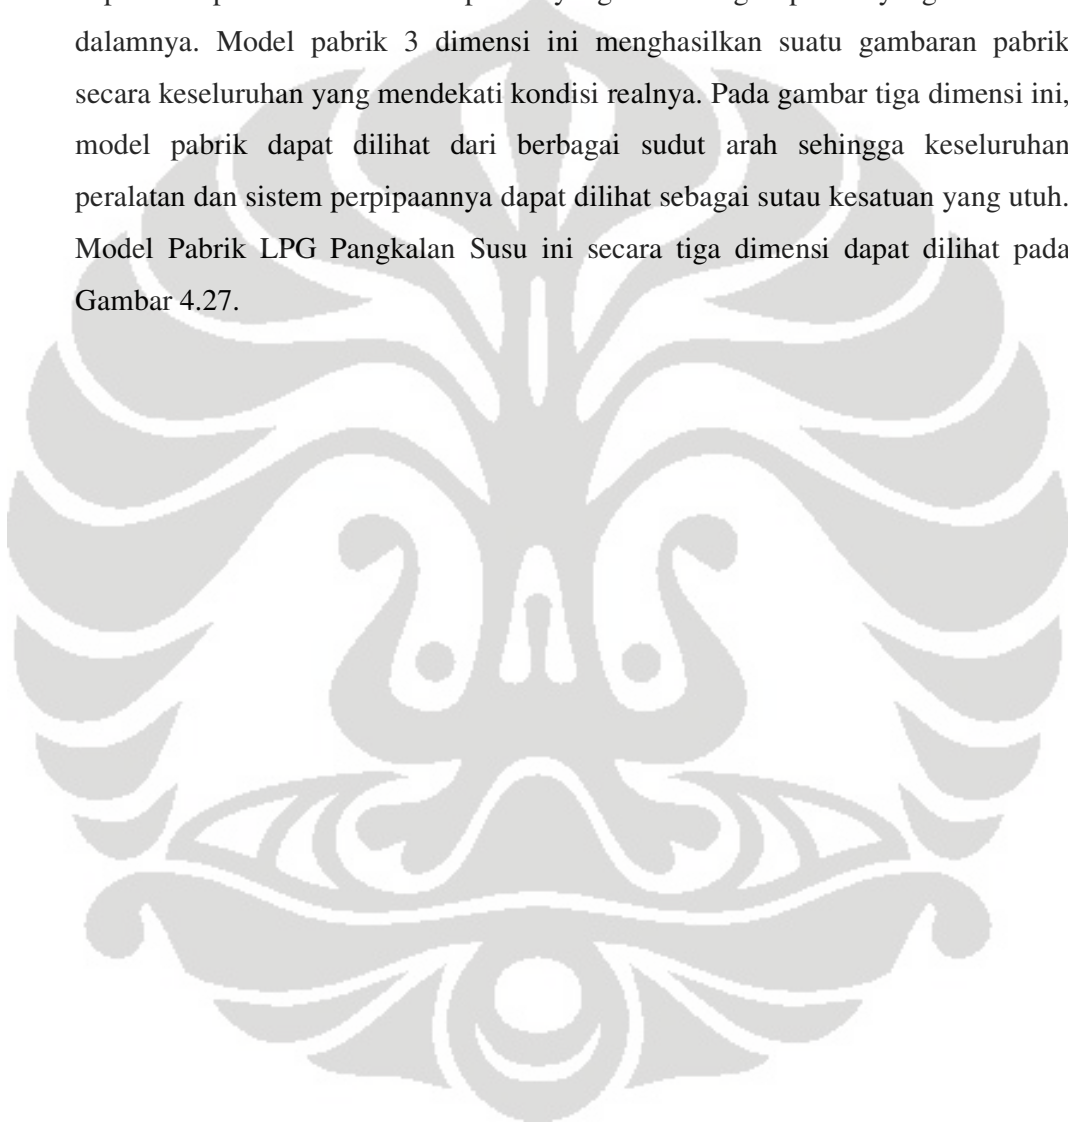 dalamnya. Model pabrik 3 dimensi ini menghasilkan suatu gambaran pabrik
secara keseluruhan yang mendekati kondisi realnya. Pada gambar tiga dimensi ini,
model pabrik dapat dilihat dari berbagai sudut arah sehingga keseluruhan
peralatan dan sistem perpipaannya dapat dilihat sebagai sutau kesatuan yang utuh.
Model Pabrik LPG Pangkalan Susu ini secara tiga dimensi dapat dilihat pada
Gambar 4.27.